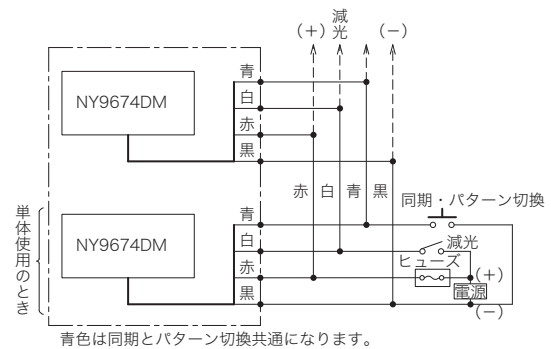 (+)
減光
(−)
青
白
赤
黒
NY9674DM
赤 白 青 黒
単体使用のとき
青
白
赤
黒
NY9674DM
同期・パターン切換
減光
ヒューズ
(+)
電源
(−)
青色は同期とパターン切換共通になります。